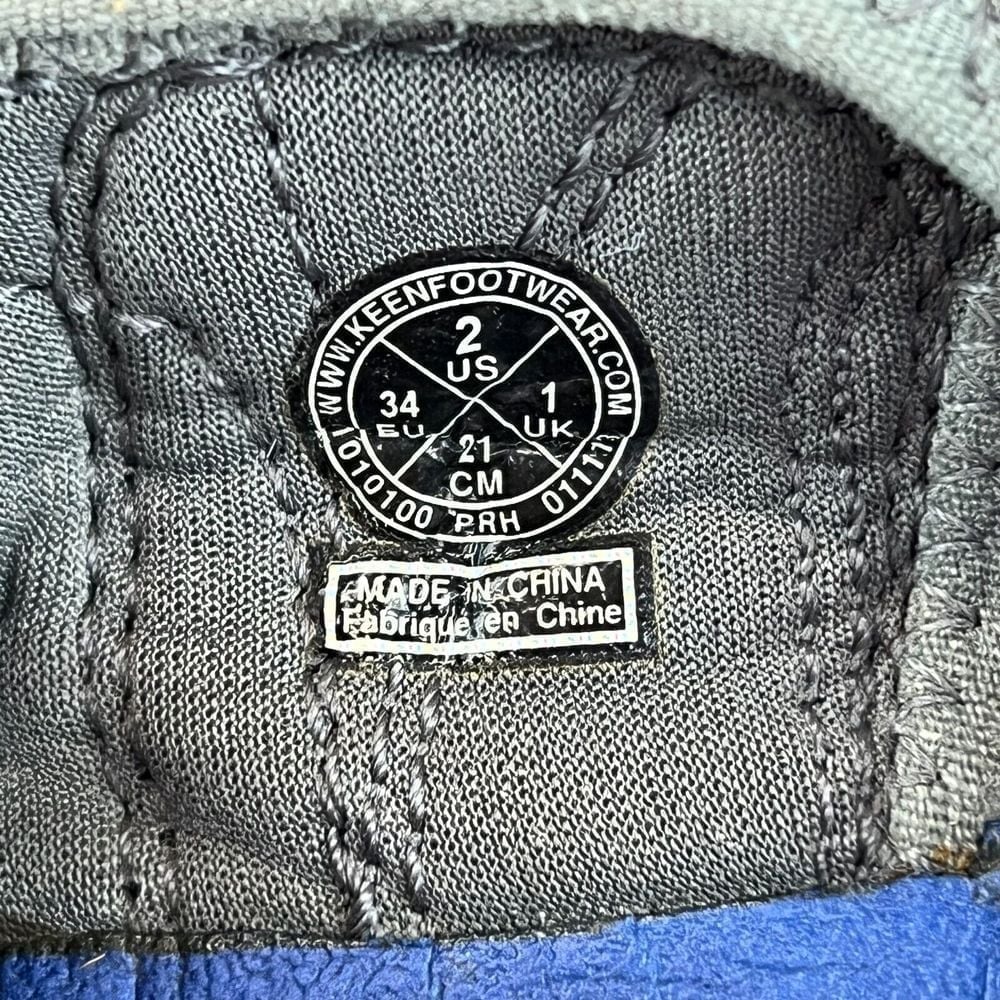 WWW.KEENFOOTWEAR.COM
2
US
34
EU
1
UK
21
CM
1010100 PRH 01111
MADE IN CHINA
Fabriqué en Chine